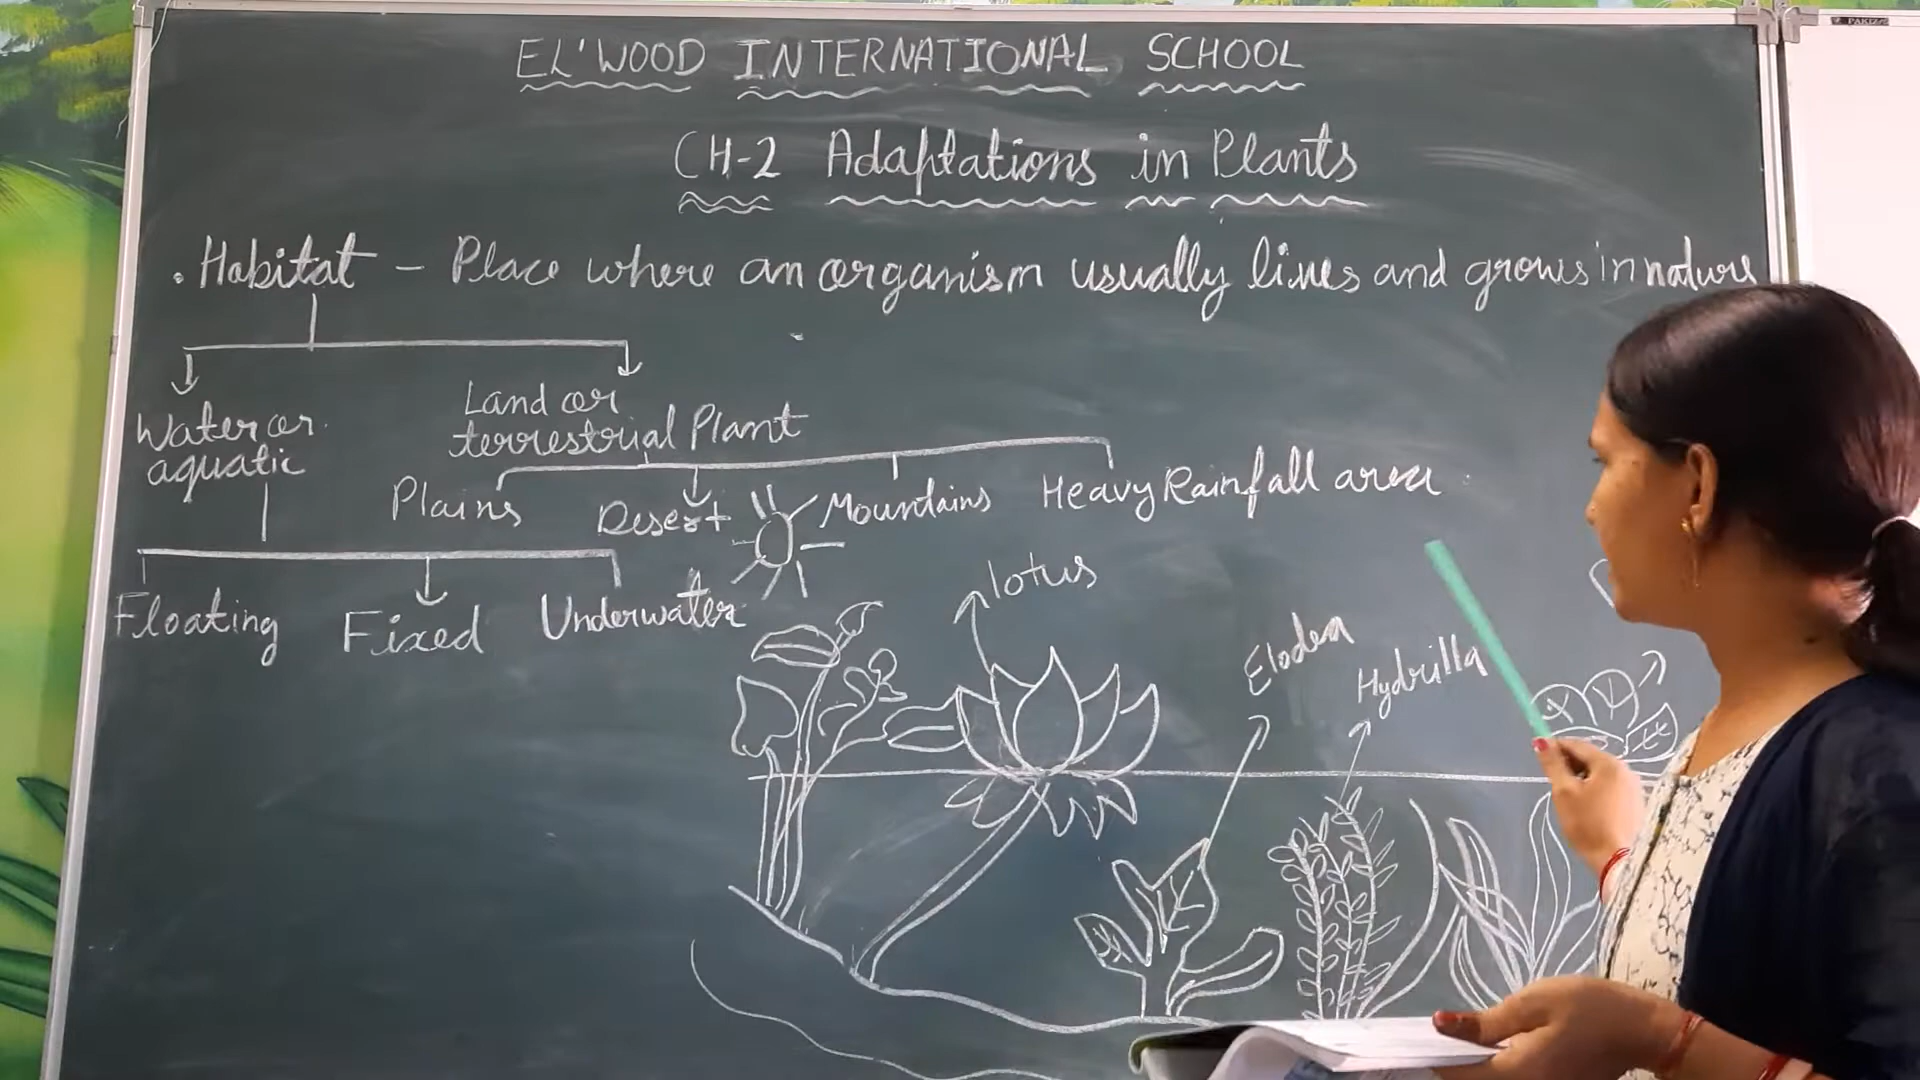 EL'WOOD INTERNATIONAL SCHOOL
CH-2 Adaptations in Plants
. Habitat - Place where an organism usually lives and grows in nature
Water or aquatic
Land or terrestrial Plant
Plains
Desert
Mountains
Heavy Rainfall area
Floating
Fixed
Underwater
lotus
Elodea
Hydrilla